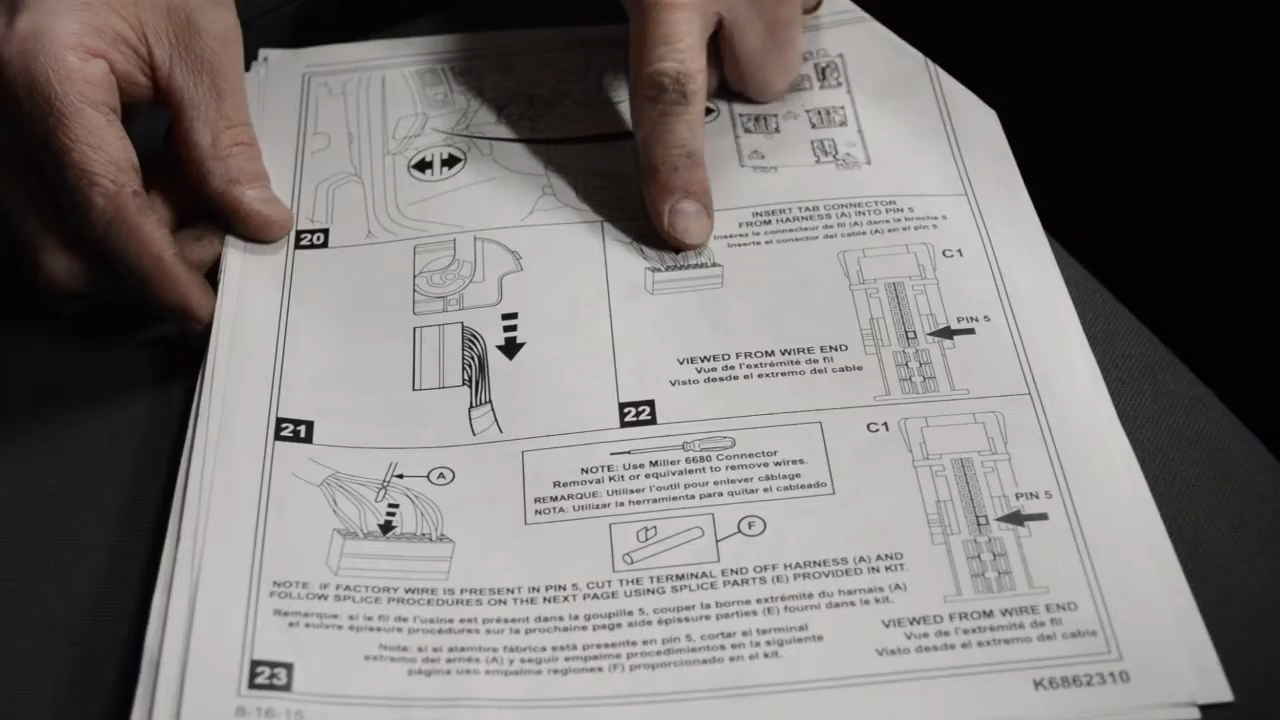 20
INSERT TAB CONNECTOR
FROM HARNESS (A) INTO PIN 5
Insérez le connecteur de fil (A) dans la broche 5
Inserte el conector del cable (A) en el pin 5
C1
PIN 5
VIEWED FROM WIRE END
Vue de l'extrémité de fil
Visto desde el extremo del cable
21
22
A
NOTE: Use Miller 6680 Connector
Removal Kit or equivalent to remove wires.
REMARQUE: Utiliser l'outil pour enlever câblage
NOTA: Utilizar la herramienta para quitar el cableado
F
C1
PIN 5
NOTE: IF FACTORY WIRE IS PRESENT IN PIN 5, CUT THE TERMINAL END OFF HARNESS (A) AND
FOLLOW SPLICE PROCEDURES ON THE NEXT PAGE USING SPLICE PARTS (E) PROVIDED IN KIT.
Remarque: si le fil de l'usine est présent dans la goupille 5, couper la borne extrémité du harnais (A)
et suivre épissure procédures sur la prochaine page aide épissure parties (E) fourni dans le kit.
Nota: si el alambre fábrica está presente en pin 5, cortar el terminal
extremo del arnés (A) y seguir empalme procedimientos en la siguiente
página uso empalme regiones (F) proporcionado en el kit.
VIEWED FROM WIRE END
Vue de l'extrémité de fil
Visto desde el extremo del cable
23
K6862310
8-16-15